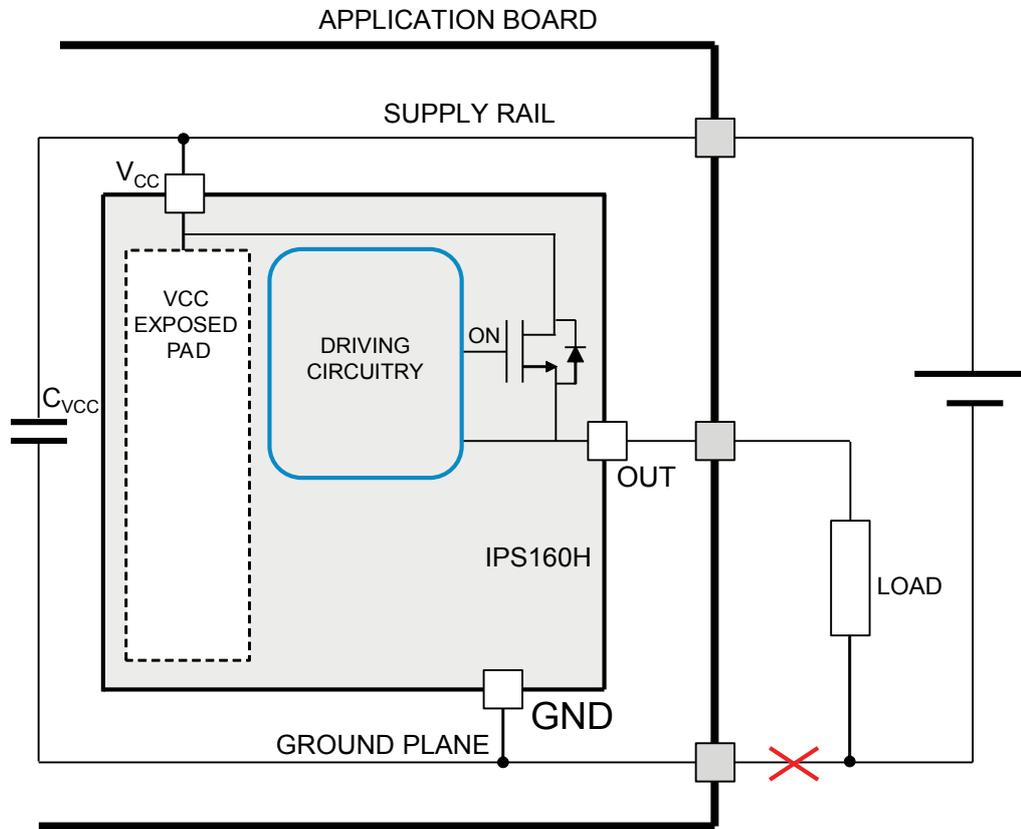 APPLICATION BOARD
SUPPLY RAIL
VCC
VCC
EXPOSED
PAD
DRIVING
CIRCUITRY
ON
CVCC
OUT
IPS160H
LOAD
GND
GROUND PLANE